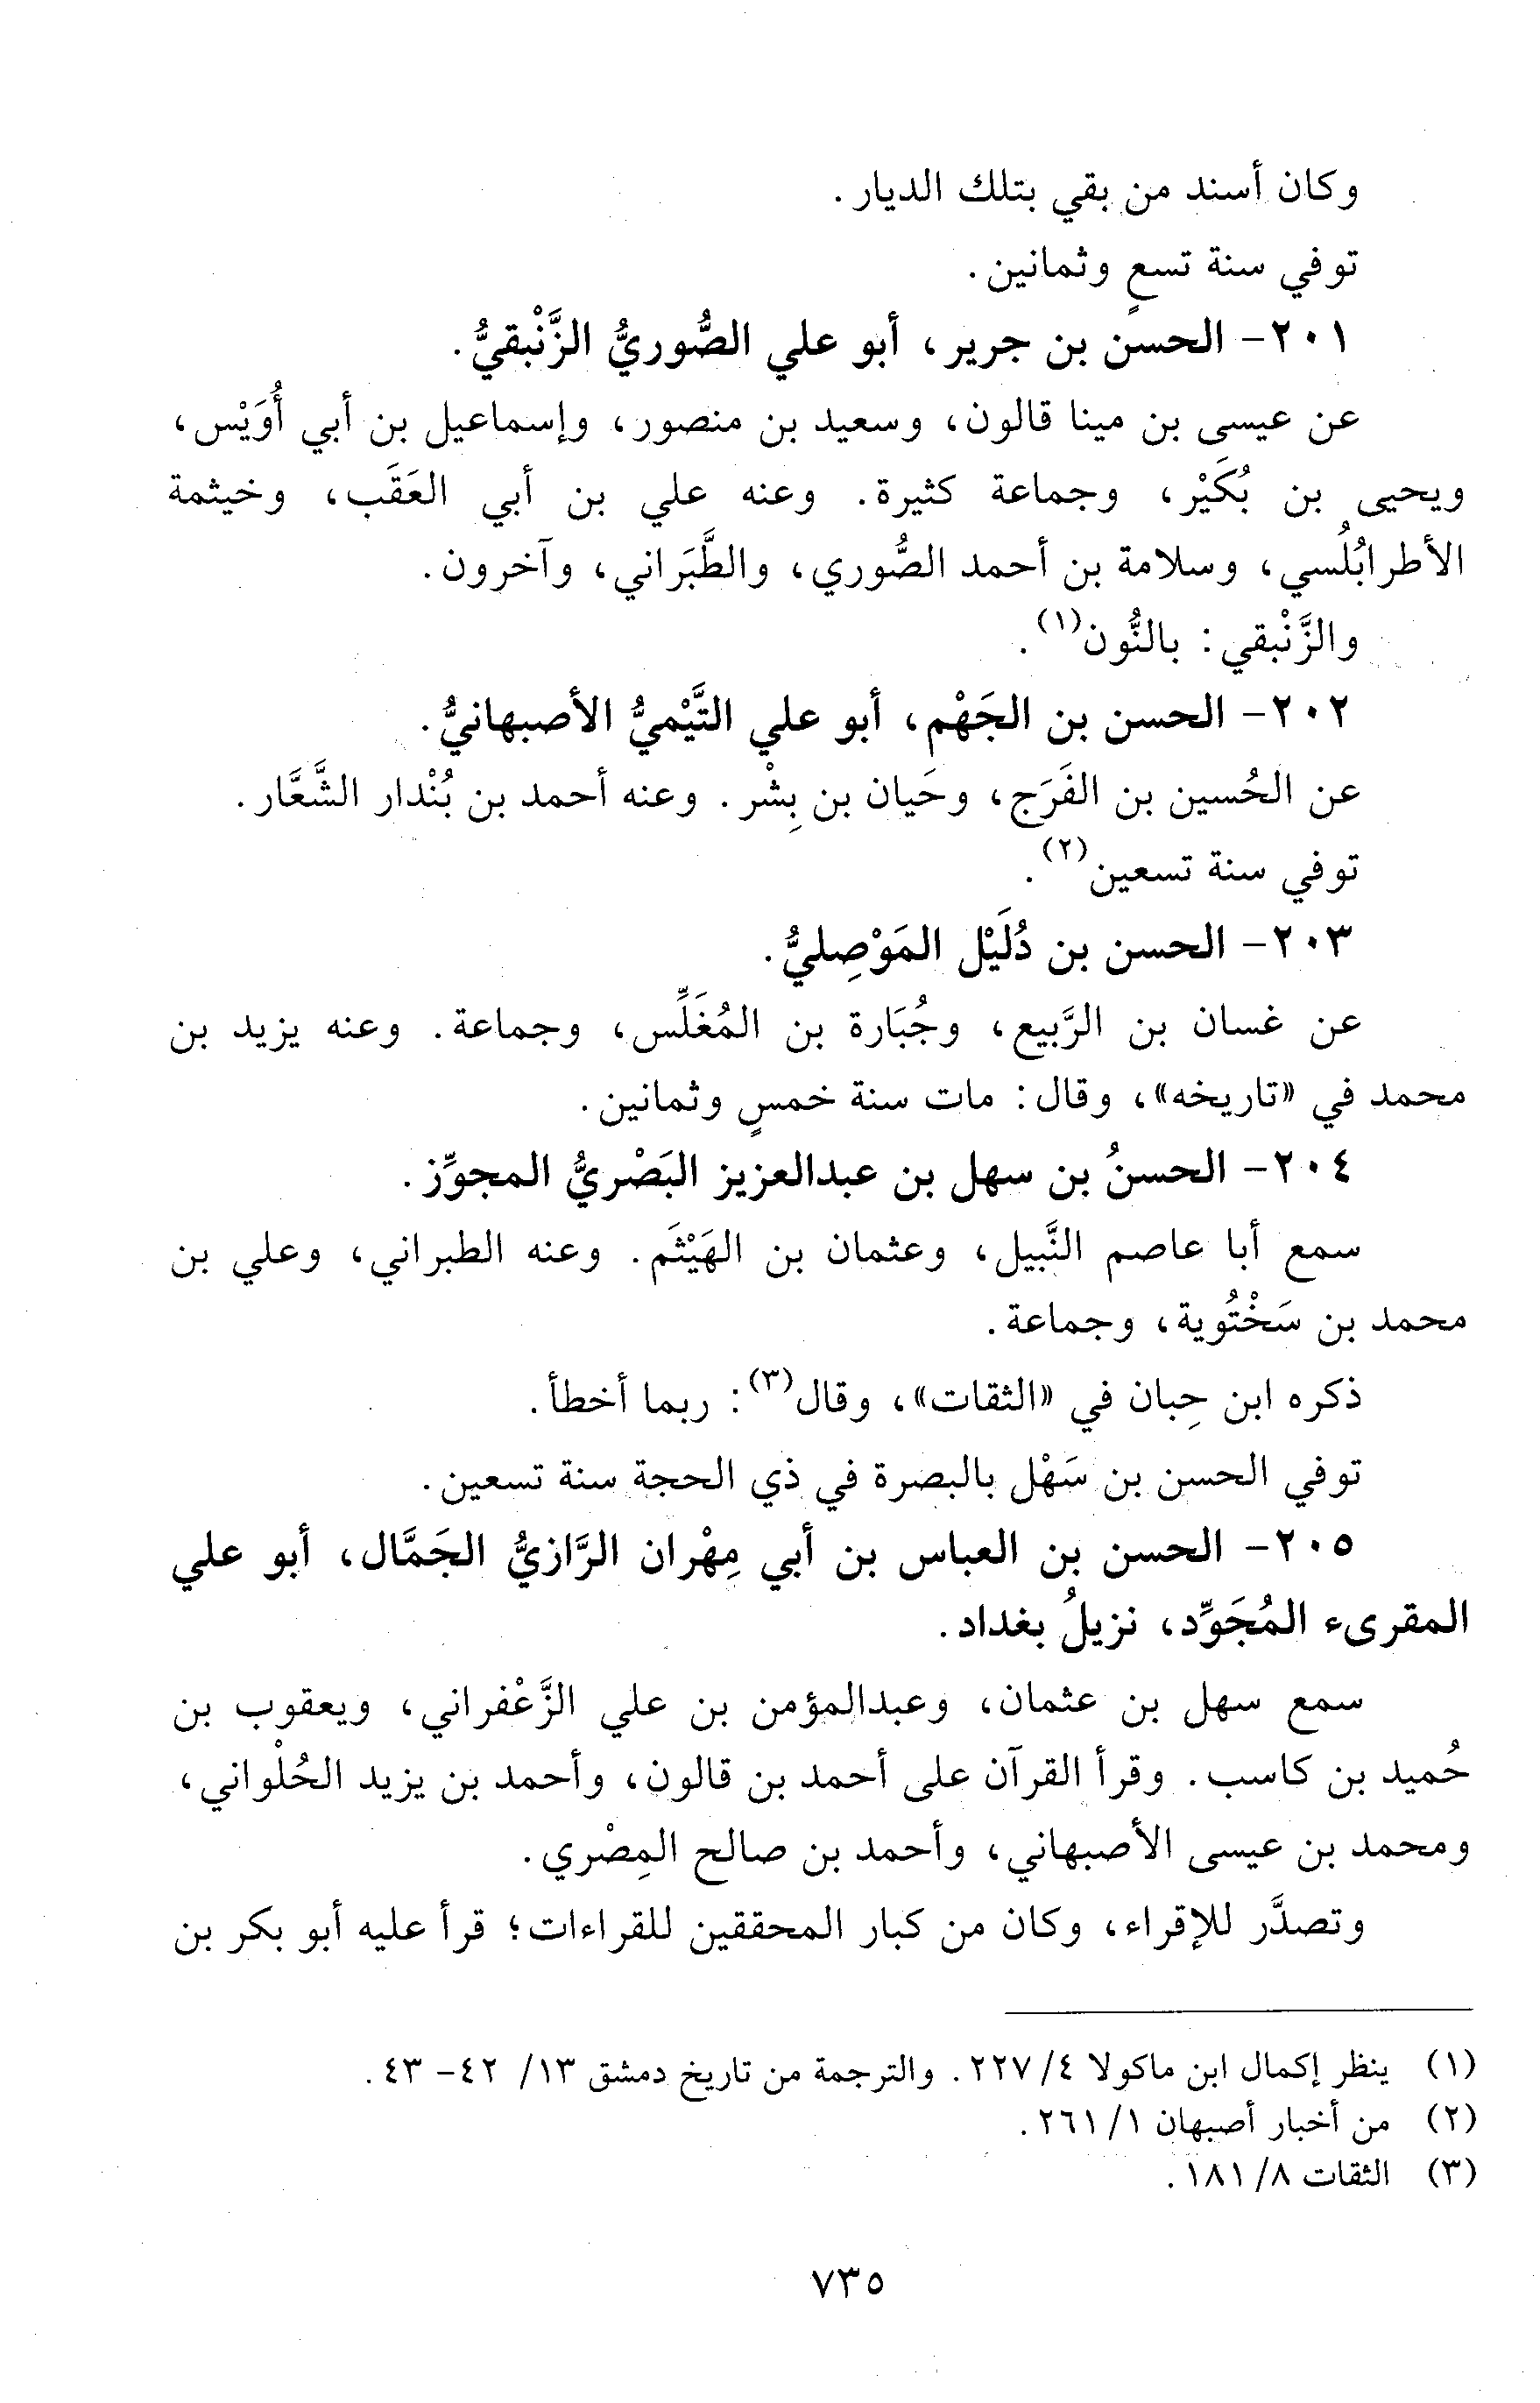 وكان أسند من بقي بتلك الديار.
توفي سنة تسعٍ وثمانين.
٢٠١- الحسن بن جرير، أبو علي الصُّوريُّ الزَّنْبقيُّ.
عن عيسى بن مينا قالون، وسعيد بن منصور، وإسماعيل بن أبي أُوَيْس،
ويحيى بن بُكَيْر، وجماعة كثيرة. وعنه علي بن أبي العَقَب، وخيثمة
الأطرابُلُسي، وسلامة بن أحمد الصُّوري، والطَّبَراني، وآخرون.
والزَّنْبقي: بالنُّون(١).
٢٠٢- الحسن بن الجَهْم، أبو علي التَّيْميُّ الأصبهانيُّ.
عن الحُسين بن الفَرَج، وحَيان بن بِشْر. وعنه أحمد بن بُنْدار الشَّعَّار.
توفي سنة تسعين(٢).
٢٠٣- الحسن بن دُلَيْل المَوْصِليُّ.
عن غسان بن الرَّبيع، وجُبَارة بن المُغَلِّس، وجماعة. وعنه يزيد بن
محمد في «تاريخه»، وقال: مات سنة خمسٍ وثمانين.
٢٠٤- الحسنُ بن سهل بن عبدالعزيز البَصْريُّ المجوِّز.
سمع أبا عاصم النَّبيل، وعثمان بن الهَيْثَم. وعنه الطبراني، وعلي بن
محمد بن سَخْتُوية، وجماعة.
ذكره ابن حِبان في «الثقات»، وقال(٣): ربما أخطأ.
توفي الحسن بن سَهْل بالبصرة في ذي الحجة سنة تسعين.
٢٠٥- الحسن بن العباس بن أبي مِهْران الرَّازيُّ الجَمَّال، أبو علي
المقرىء المُجَوِّد، نزيلُ بغداد.
سمع سهل بن عثمان، وعبدالمؤمن بن علي الزَّعْفراني، ويعقوب بن
حُميد بن كاسب. وقرأ القرآن على أحمد بن قالون، وأحمد بن يزيد الحُلْواني،
ومحمد بن عيسى الأصبهاني، وأحمد بن صالح المِصْري.
وتصدَّر للإقراء، وكان من كبار المحققين للقراءات؛ قرأ عليه أبو بكر بن
(١) ينظر إكمال ابن ماكولا ٤/ ٢٢٧. والترجمة من تاريخ دمشق ١٣/ ٤٢- ٤٣.
(٢) من أخبار أصبهان ١/ ٢٦١.
(٣) الثقات ٨/ ١٨١.
٧٣٥